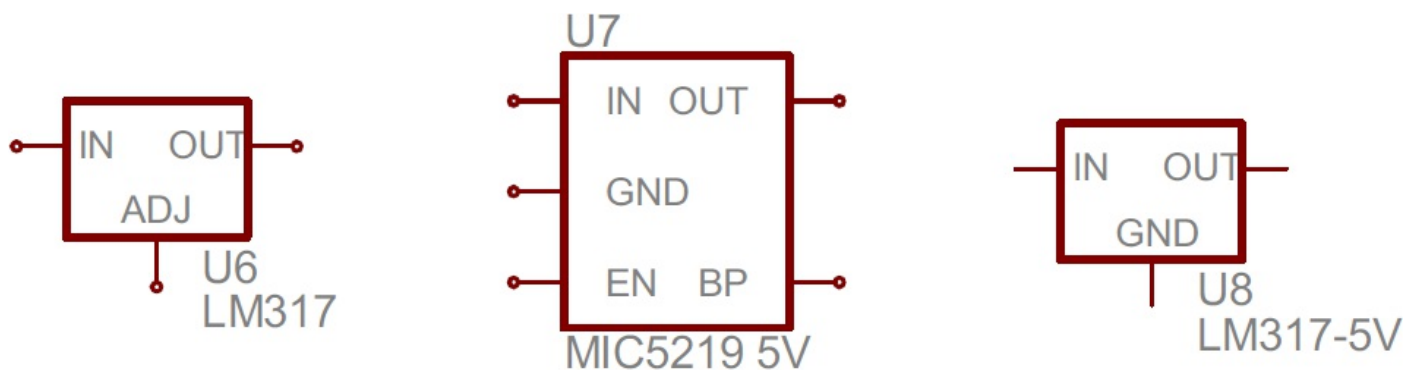 IN OUT
ADJ
U6
LM317
U7
IN OUT
GND
EN BP
MIC5219 5V
IN OUT
GND
U8
LM317-5V